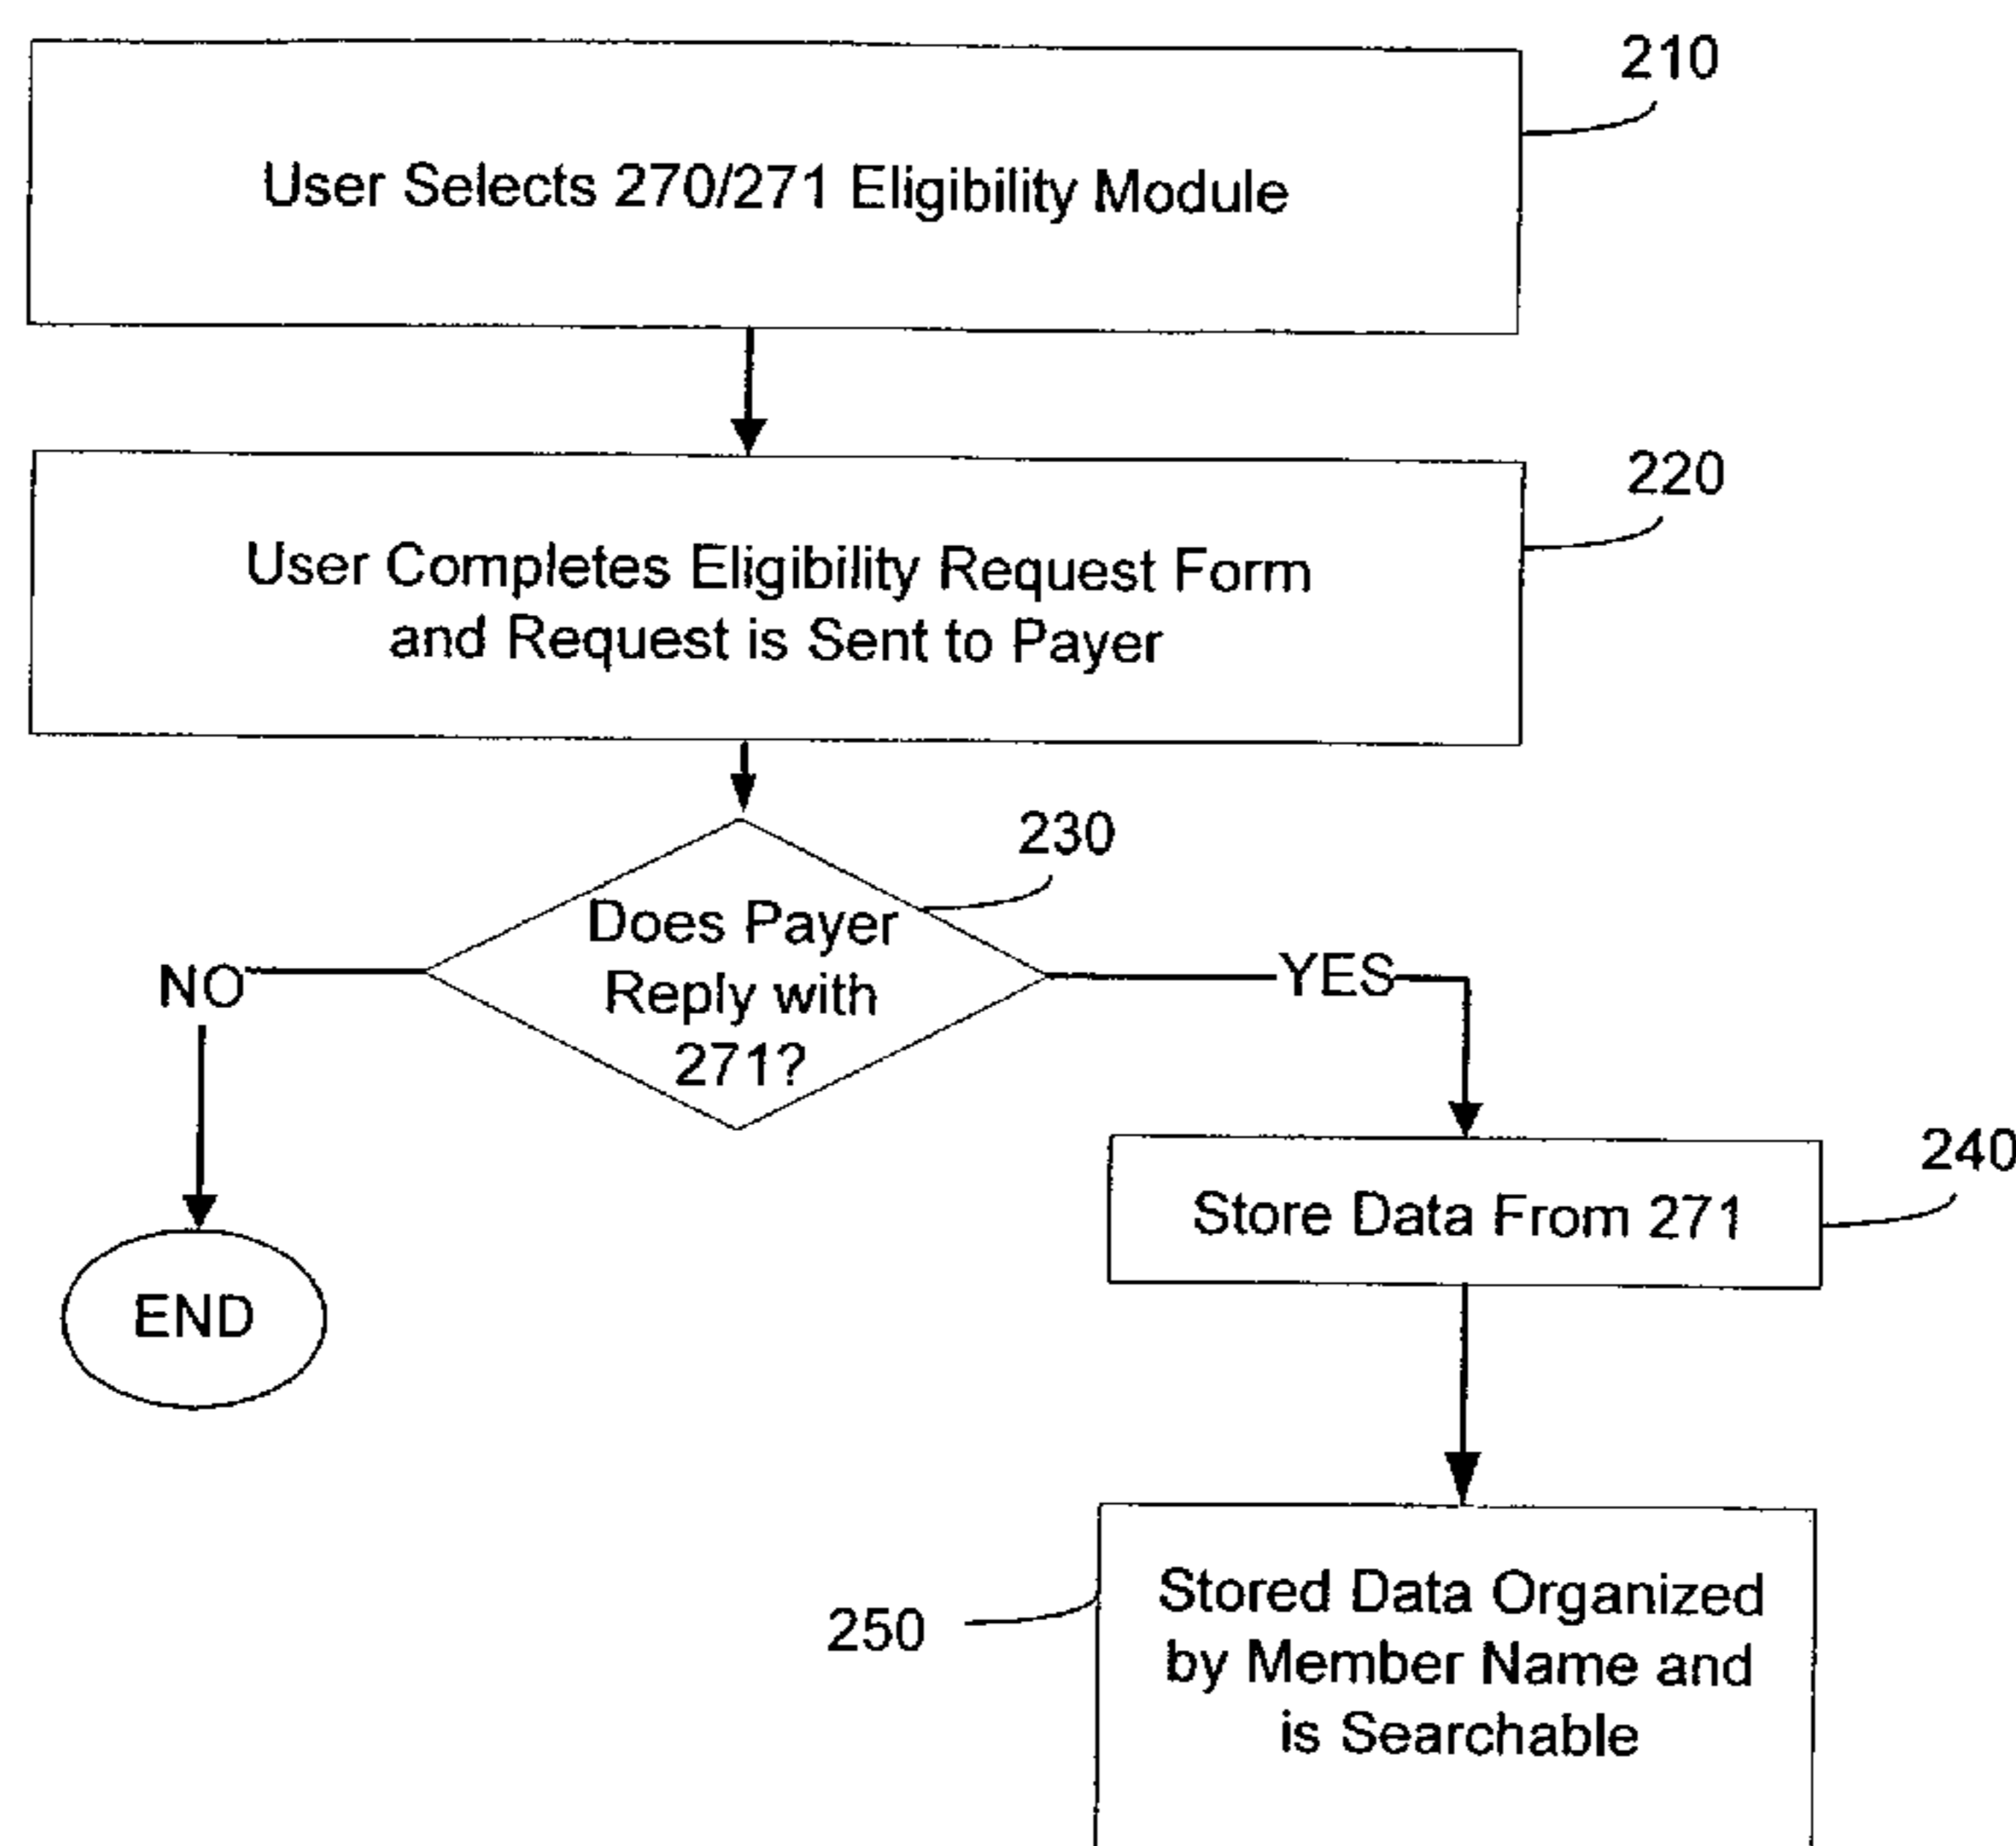 210
User Selects 270/271 Eligibility Module
220
User Completes Eligibility Request Form
and Request is Sent to Payer
230
Does Payer
Reply with
271?
NO
YES
240
Store Data From 271
END
250
Stored Data Organized
by Member Name and
is Searchable